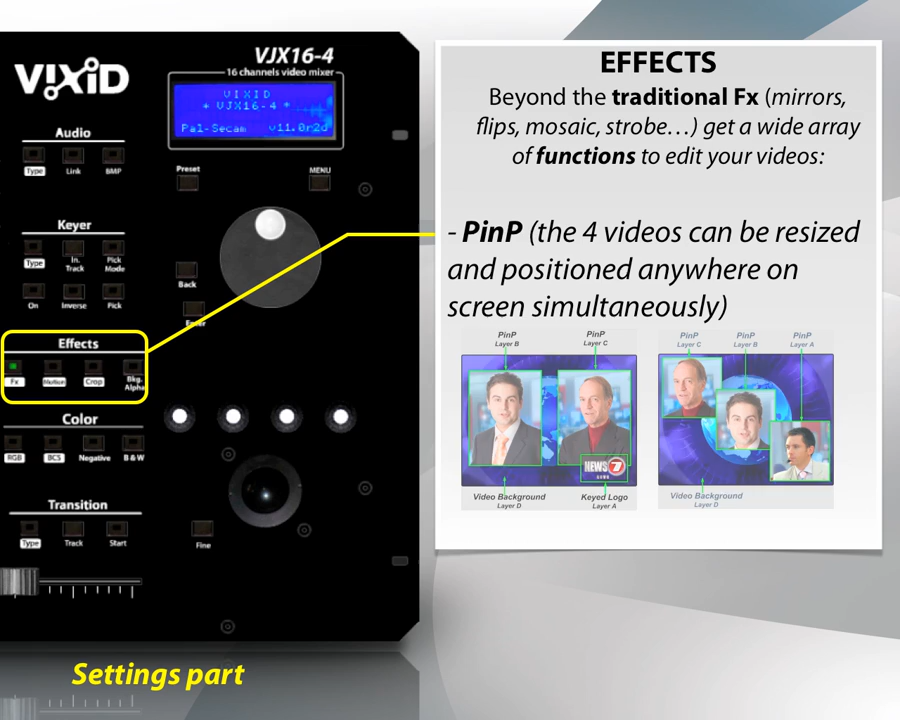 VJX16-4
16 channels video mixer
VIXID
VIXID
* VJX16-4 *
Pal-Secam v11.0r2d
Audio
Type Link BMP
Preset MENU
Keyer
Type In. Track Pick Mode
On Inverse Pick
Back
Enter
Effects
Fx Motion Crop Bkg. Alpha
Color
RGB BCS Negative B & W
Transition
Type Track Start
Fine
Settings part
EFFECTS
Beyond the traditional Fx (mirrors,
flips, mosaic, strobe…) get a wide array
of functions to edit your videos:
- PinP (the 4 videos can be resized
and positioned anywhere on
screen simultaneously)
PinP PinP
Layer B Layer C
NEWS 7
Video Background Keyed Logo
Layer D Layer A
PinP PinP PinP
Layer C Layer B Layer A
Video Background
Layer D